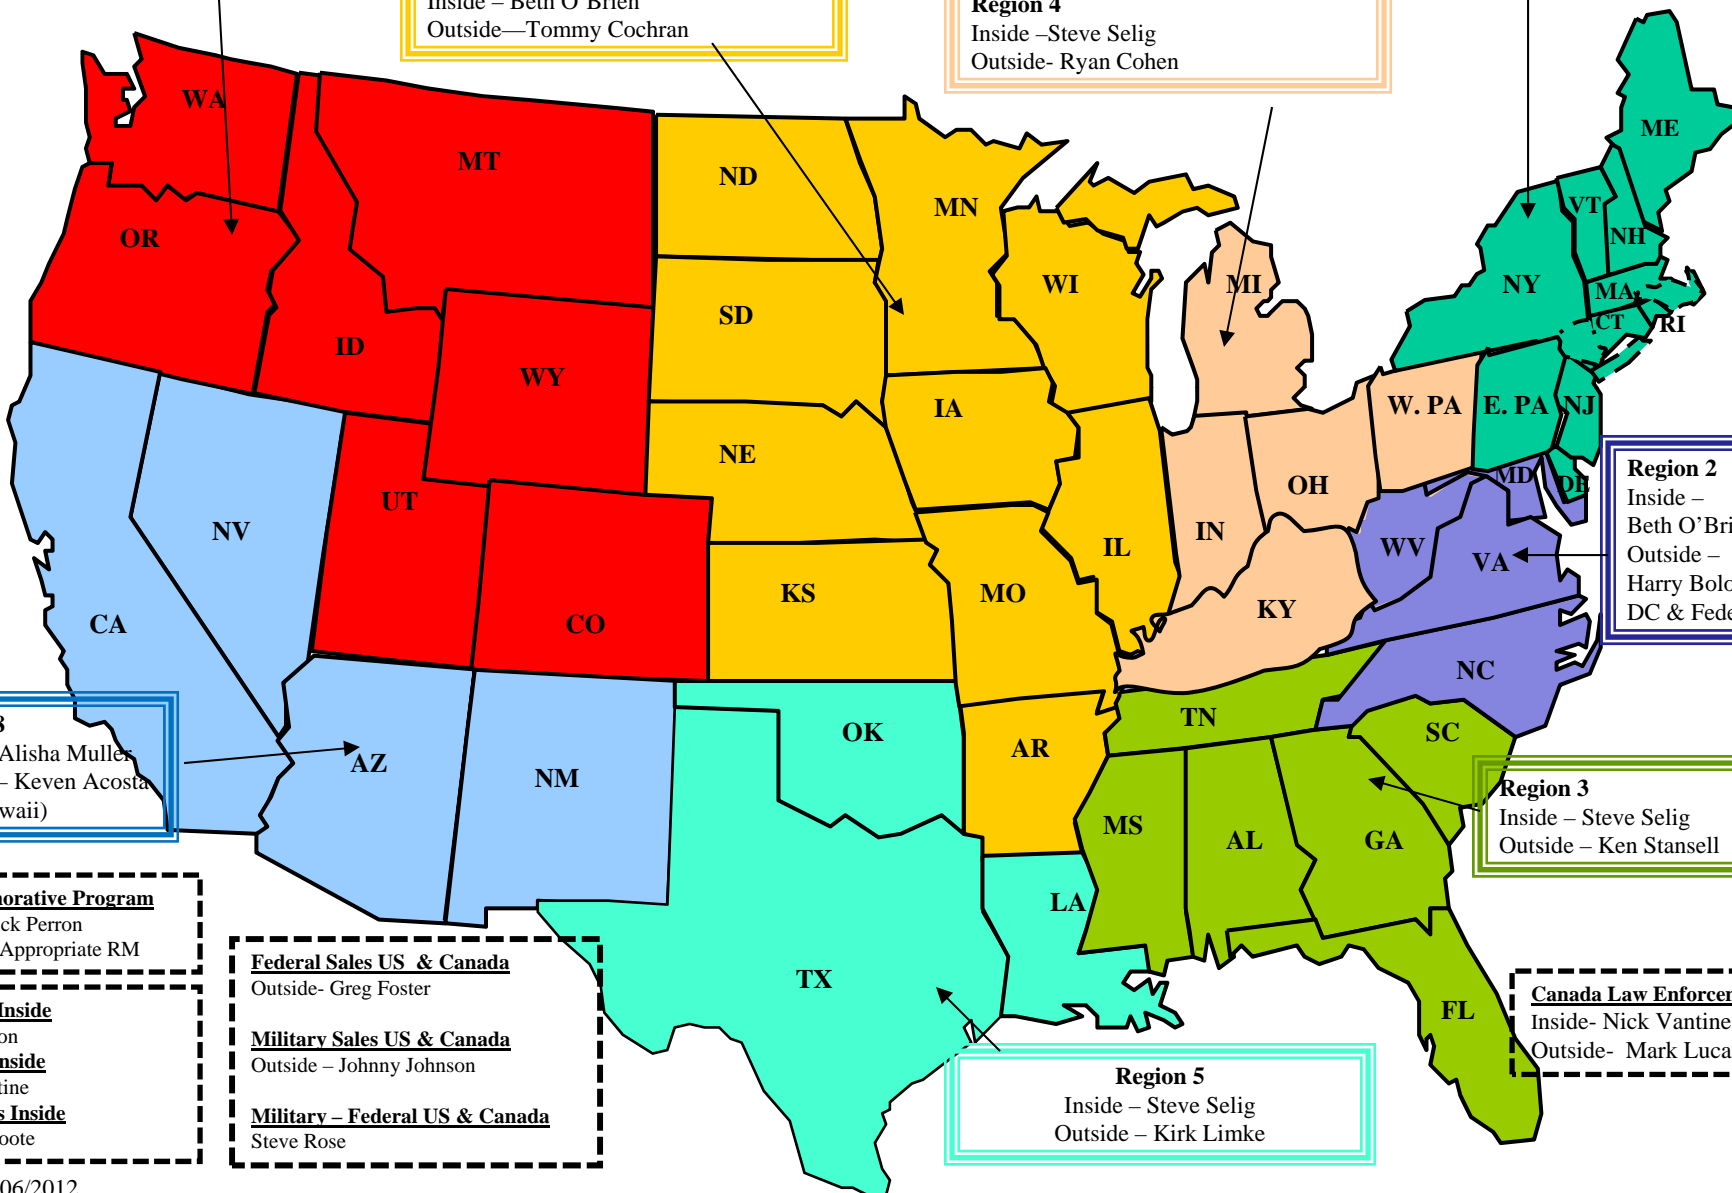 Inside – Beth O'Brien
Outside—Tommy Cochran
Region 4
Inside –Steve Selig
Outside- Ryan Cohen
WA
MT
ND
MN
ME
OR
VT
NH
ID
SD
WI
MI
NY
MA
CT
RI
WY
IA
W. PA
E. PA
NJ
NE
OH
MD
DE
UT
NV
IL
IN
WV
VA
Region 2
Inside –
Beth O'Bri
Outside –
Harry Bolo
DC & Fede
CA
CO
KS
MO
KY
NC
8
Alisha Muller
– Keven Acosta
waii)
AZ
NM
OK
AR
TN
SC
MS
AL
GA
Region 3
Inside – Steve Selig
Outside – Ken Stansell
orative Program
ck Perron
Appropriate RM
LA
TX
FL
Federal Sales US & Canada
Outside- Greg Foster
Military Sales US & Canada
Outside – Johnny Johnson
Military – Federal US & Canada
Steve Rose
Inside
on
nside
tine
s Inside
oote
Canada Law Enforcer
Inside- Nick Vantine
Outside- Mark Luca
Region 5
Inside – Steve Selig
Outside – Kirk Limke
06/2012